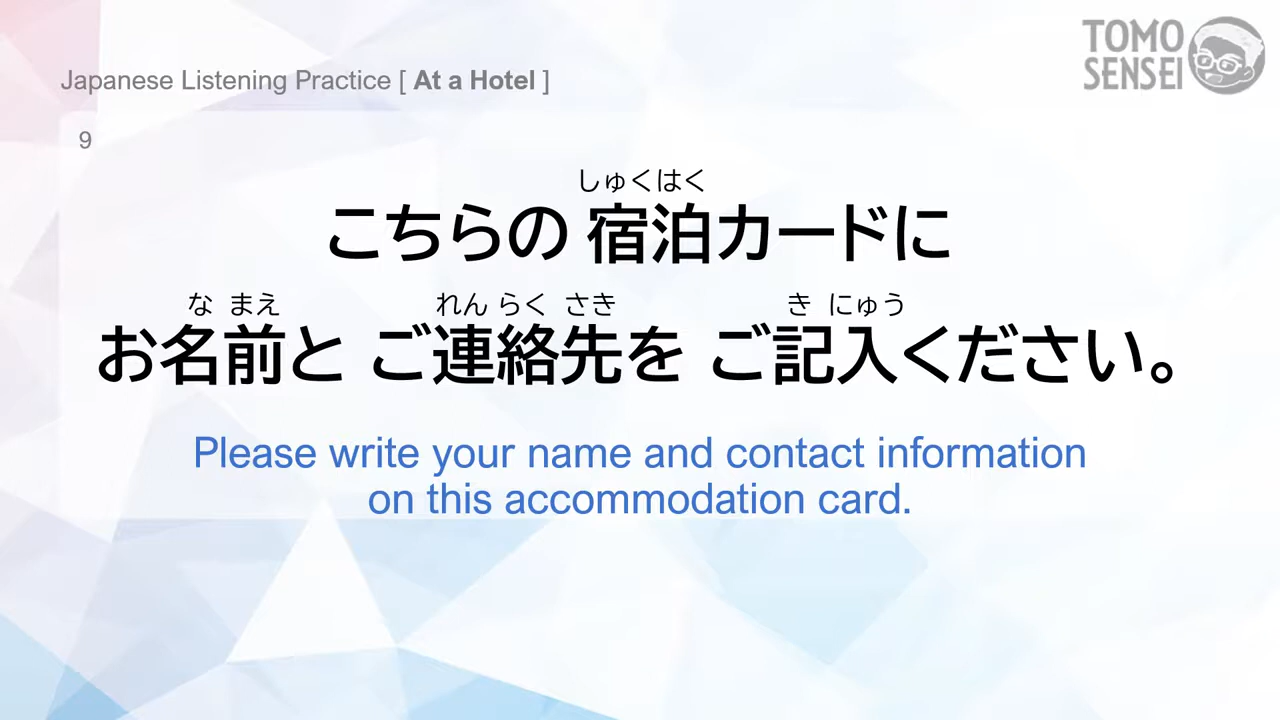 Japanese Listening Practice [ At a Hotel ]
TOMO
SENSEI
9
しゅくはく
こちらの 宿泊カードに
な まえ れん らく さき き にゅう
お名前と ご連絡先を ご記入ください。
Please write your name and contact information
on this accommodation card.